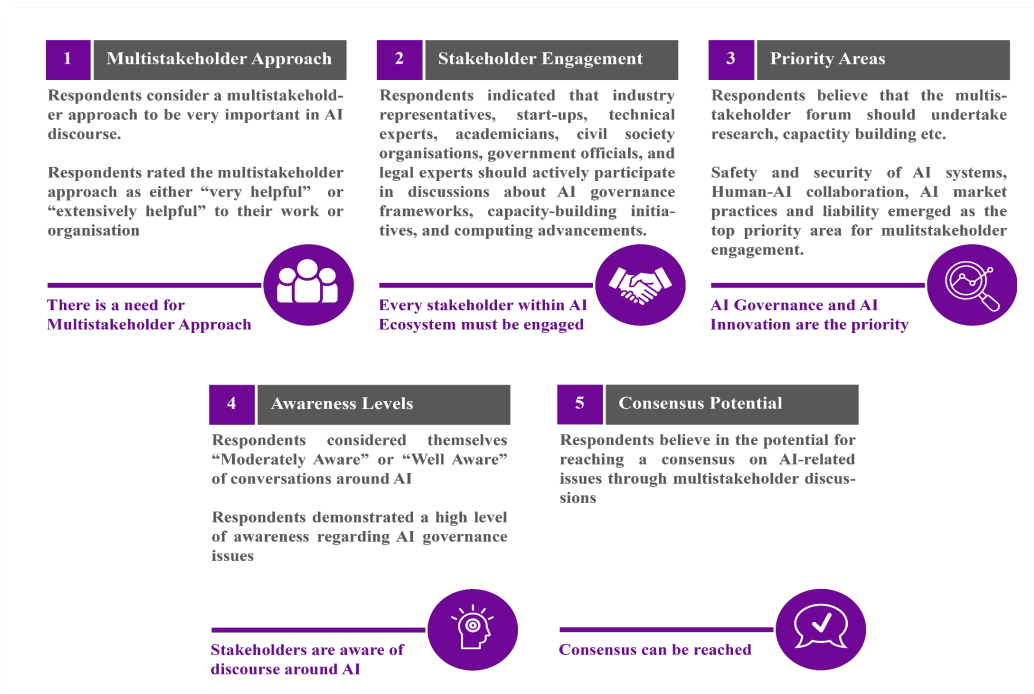 1 Multistakeholder Approach
Respondents consider a multistakehold-
er approach to be very important in AI
discourse.
Respondents rated the multistakeholder
approach as either “very helpful” or
“extensively helpful” to their work or
organisation
There is a need for
Multistakeholder Approach
2 Stakeholder Engagement
Respondents indicated that industry
representatives, start-ups, technical
experts, academicians, civil society
organisations, government officials, and
legal experts should actively participate
in discussions about AI governance
frameworks, capacity-building initia-
tives, and computing advancements.
Every stakeholder within AI
Ecosystem must be engaged
3 Priority Areas
Respondents believe that the multis-
takeholder forum should undertake
research, capactity building etc.
Safety and security of AI systems,
Human-AI collaboration, AI market
practices and liability emerged as the
top priority area for mulitstakeholder
engagement.
AI Governance and AI
Innovation are the priority
4 Awareness Levels
Respondents considered themselves
“Moderately Aware” or “Well Aware”
of conversations around AI
Respondents demonstrated a high level
of awareness regarding AI governance
issues
Stakeholders are aware of
discourse around AI
5 Consensus Potential
Respondents believe in the potential for
reaching a consensus on AI-related
issues through multistakeholder discus-
sions
Consensus can be reached